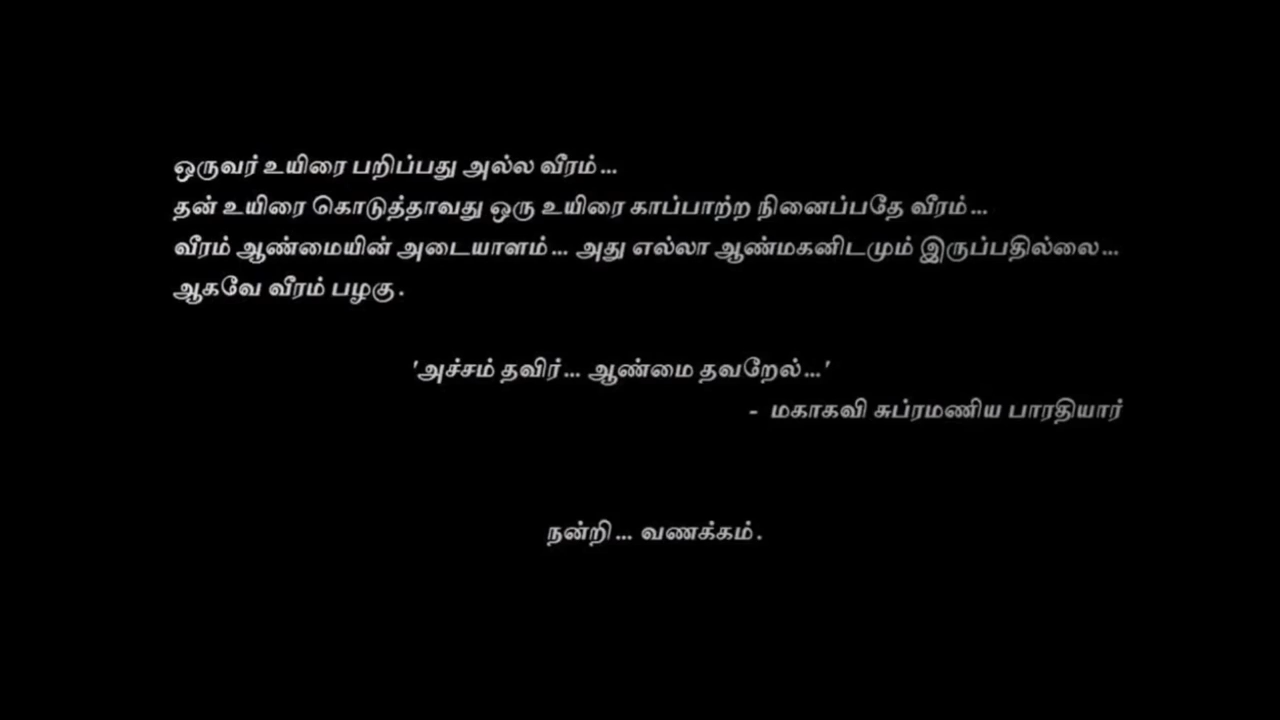 ஒருவர் உயிரை பறிப்பது அல்ல வீரம்...
தன் உயிரை கொடுத்தாவது ஒரு உயிரை காப்பாற்ற நினைப்பதே வீரம்...
வீரம் ஆண்மையின் அடையாளம்... அது எல்லா ஆண்மகனிடமும் இருப்பதில்லை...
ஆகவே வீரம் பழகு.
'அச்சம் தவிர்... ஆண்மை தவறேல்...'
- மகாகவி சுப்ரமணிய பாரதியார்
நன்றி... வணக்கம்.